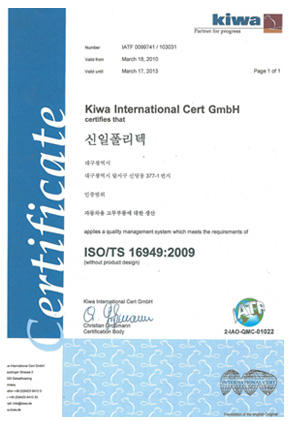 kiwa
Partner for progress
Number IATF 0099741 / 103031
Valid from March 18, 2010
Valid until March 17, 2013 Page 1 of 1
Certificate
Kiwa International Cert GmbH
certifies that
신일폴리텍
대구광역시
대구광역시 달서구 신당동 377-1 번지
인증범위
자동차용 고무부품에 대한 생산
applies a quality management system which meets the requirements of
ISO/TS 16949:2009
(without product design)
Kiwa International Cert GmbH
Christian Großmann
Certification Body
IATF
2-IAO-QMC-01022
INTERNATIONAL CERT
Translation of the english Original